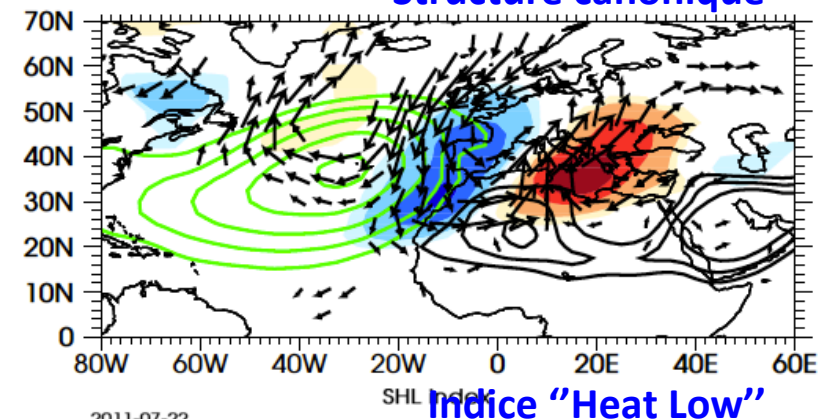 Structure canonique
70N
60N
50N
40N
30N
20N
10N
0
80W 60W 40W 20W 0 20E 40E 60E
SHL Index
Indice ‘’Heat Low’’
2011-07-22